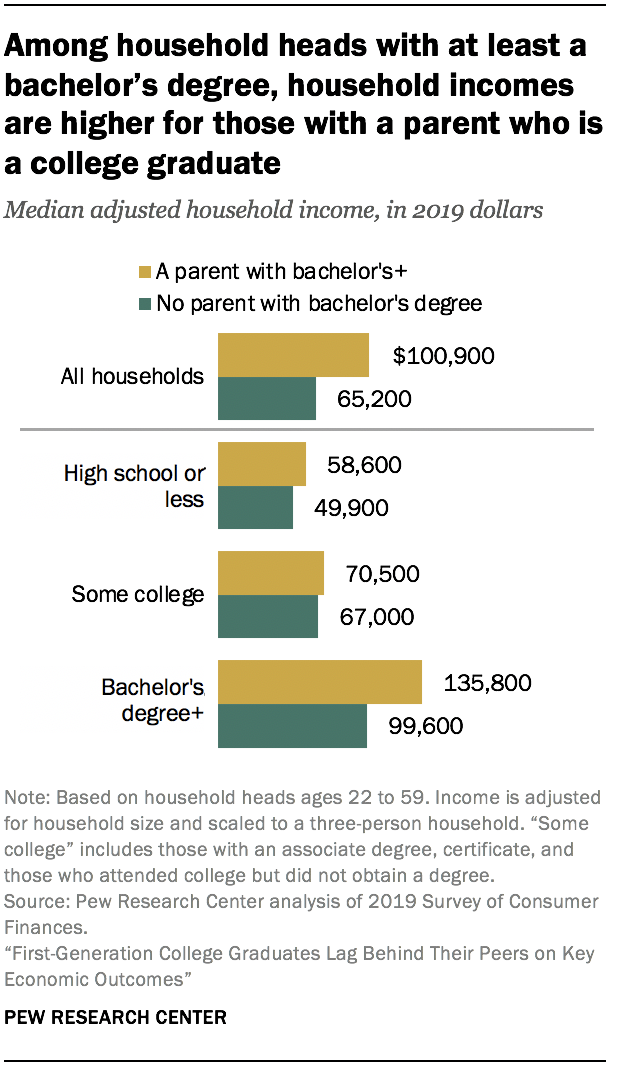 Among household heads with at least a
bachelor’s degree, household incomes
are higher for those with a parent who is
a college graduate
Median adjusted household income, in 2019 dollars
A parent with bachelor's+
No parent with bachelor's degree
All households
$100,900
65,200
High school or
less
58,600
49,900
Some college
70,500
67,000
Bachelor's
degree+
135,800
99,600
Note: Based on household heads ages 22 to 59. Income is adjusted
for household size and scaled to a three-person household. “Some
college” includes those with an associate degree, certificate, and
those who attended college but did not obtain a degree.
Source: Pew Research Center analysis of 2019 Survey of Consumer
Finances.
“First-Generation College Graduates Lag Behind Their Peers on Key
Economic Outcomes”
PEW RESEARCH CENTER